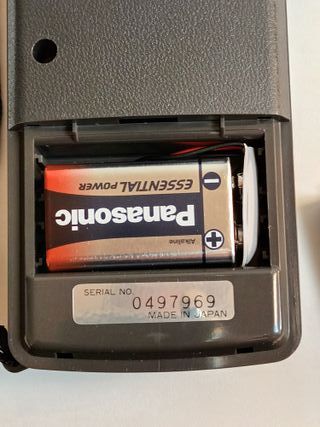 ESSENTIAL POWER
Panasonic
Alkaline
SERIAL NO.
0497969
MADE IN JAPAN